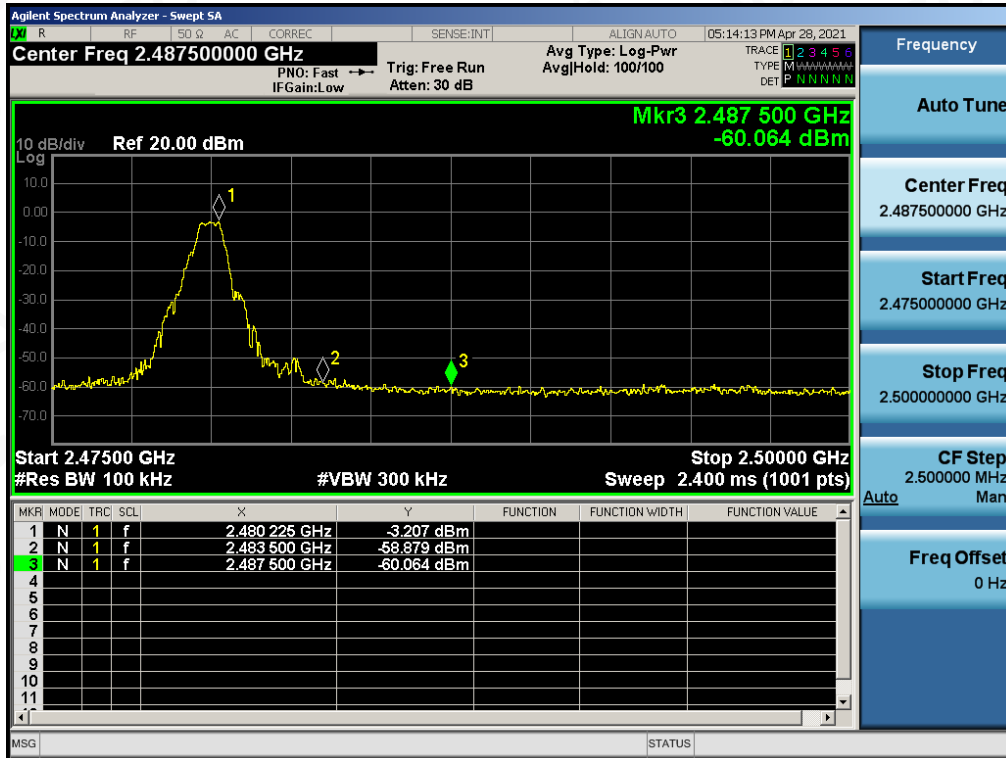 Agilent Spectrum Analyzer - Swept SA
LXI R RF 50 Ω AC CORREC SENSE:INT ALIGN AUTO 05:14:13 PM Apr 28, 2021
Center Freq 2.487500000 GHz
PNO: Fast
IFGain:Low
Trig: Free Run
Atten: 30 dB
Avg Type: Log-Pwr
Avg|Hold: 100/100
TRACE 1 2 3 4 5 6
TYPE M WWWWW
DET P N N N N N
Mkr3 2.487 500 GHz
-60.064 dBm
10 dB/div Ref 20.00 dBm
Log
10.0
0.00
-10.0
-20.0
-30.0
-40.0
-50.0
-60.0
-70.0
1
2
3
Start 2.47500 GHz Stop 2.50000 GHz
#Res BW 100 kHz #VBW 300 kHz Sweep 2.400 ms (1001 pts)
MKR MODE TRC SCL X Y FUNCTION FUNCTION WIDTH FUNCTION VALUE
1 N 1 f 2.480 225 GHz -3.207 dBm
2 N 1 f 2.483 500 GHz -58.879 dBm
3 N 1 f 2.487 500 GHz -60.064 dBm
4
5
6
7
8
9
10
11
MSG STATUS
Frequency
Auto Tune
Center Freq
2.487500000 GHz
Start Freq
2.475000000 GHz
Stop Freq
2.500000000 GHz
CF Step
2.500000 MHz
Auto Man
Freq Offset
0 Hz